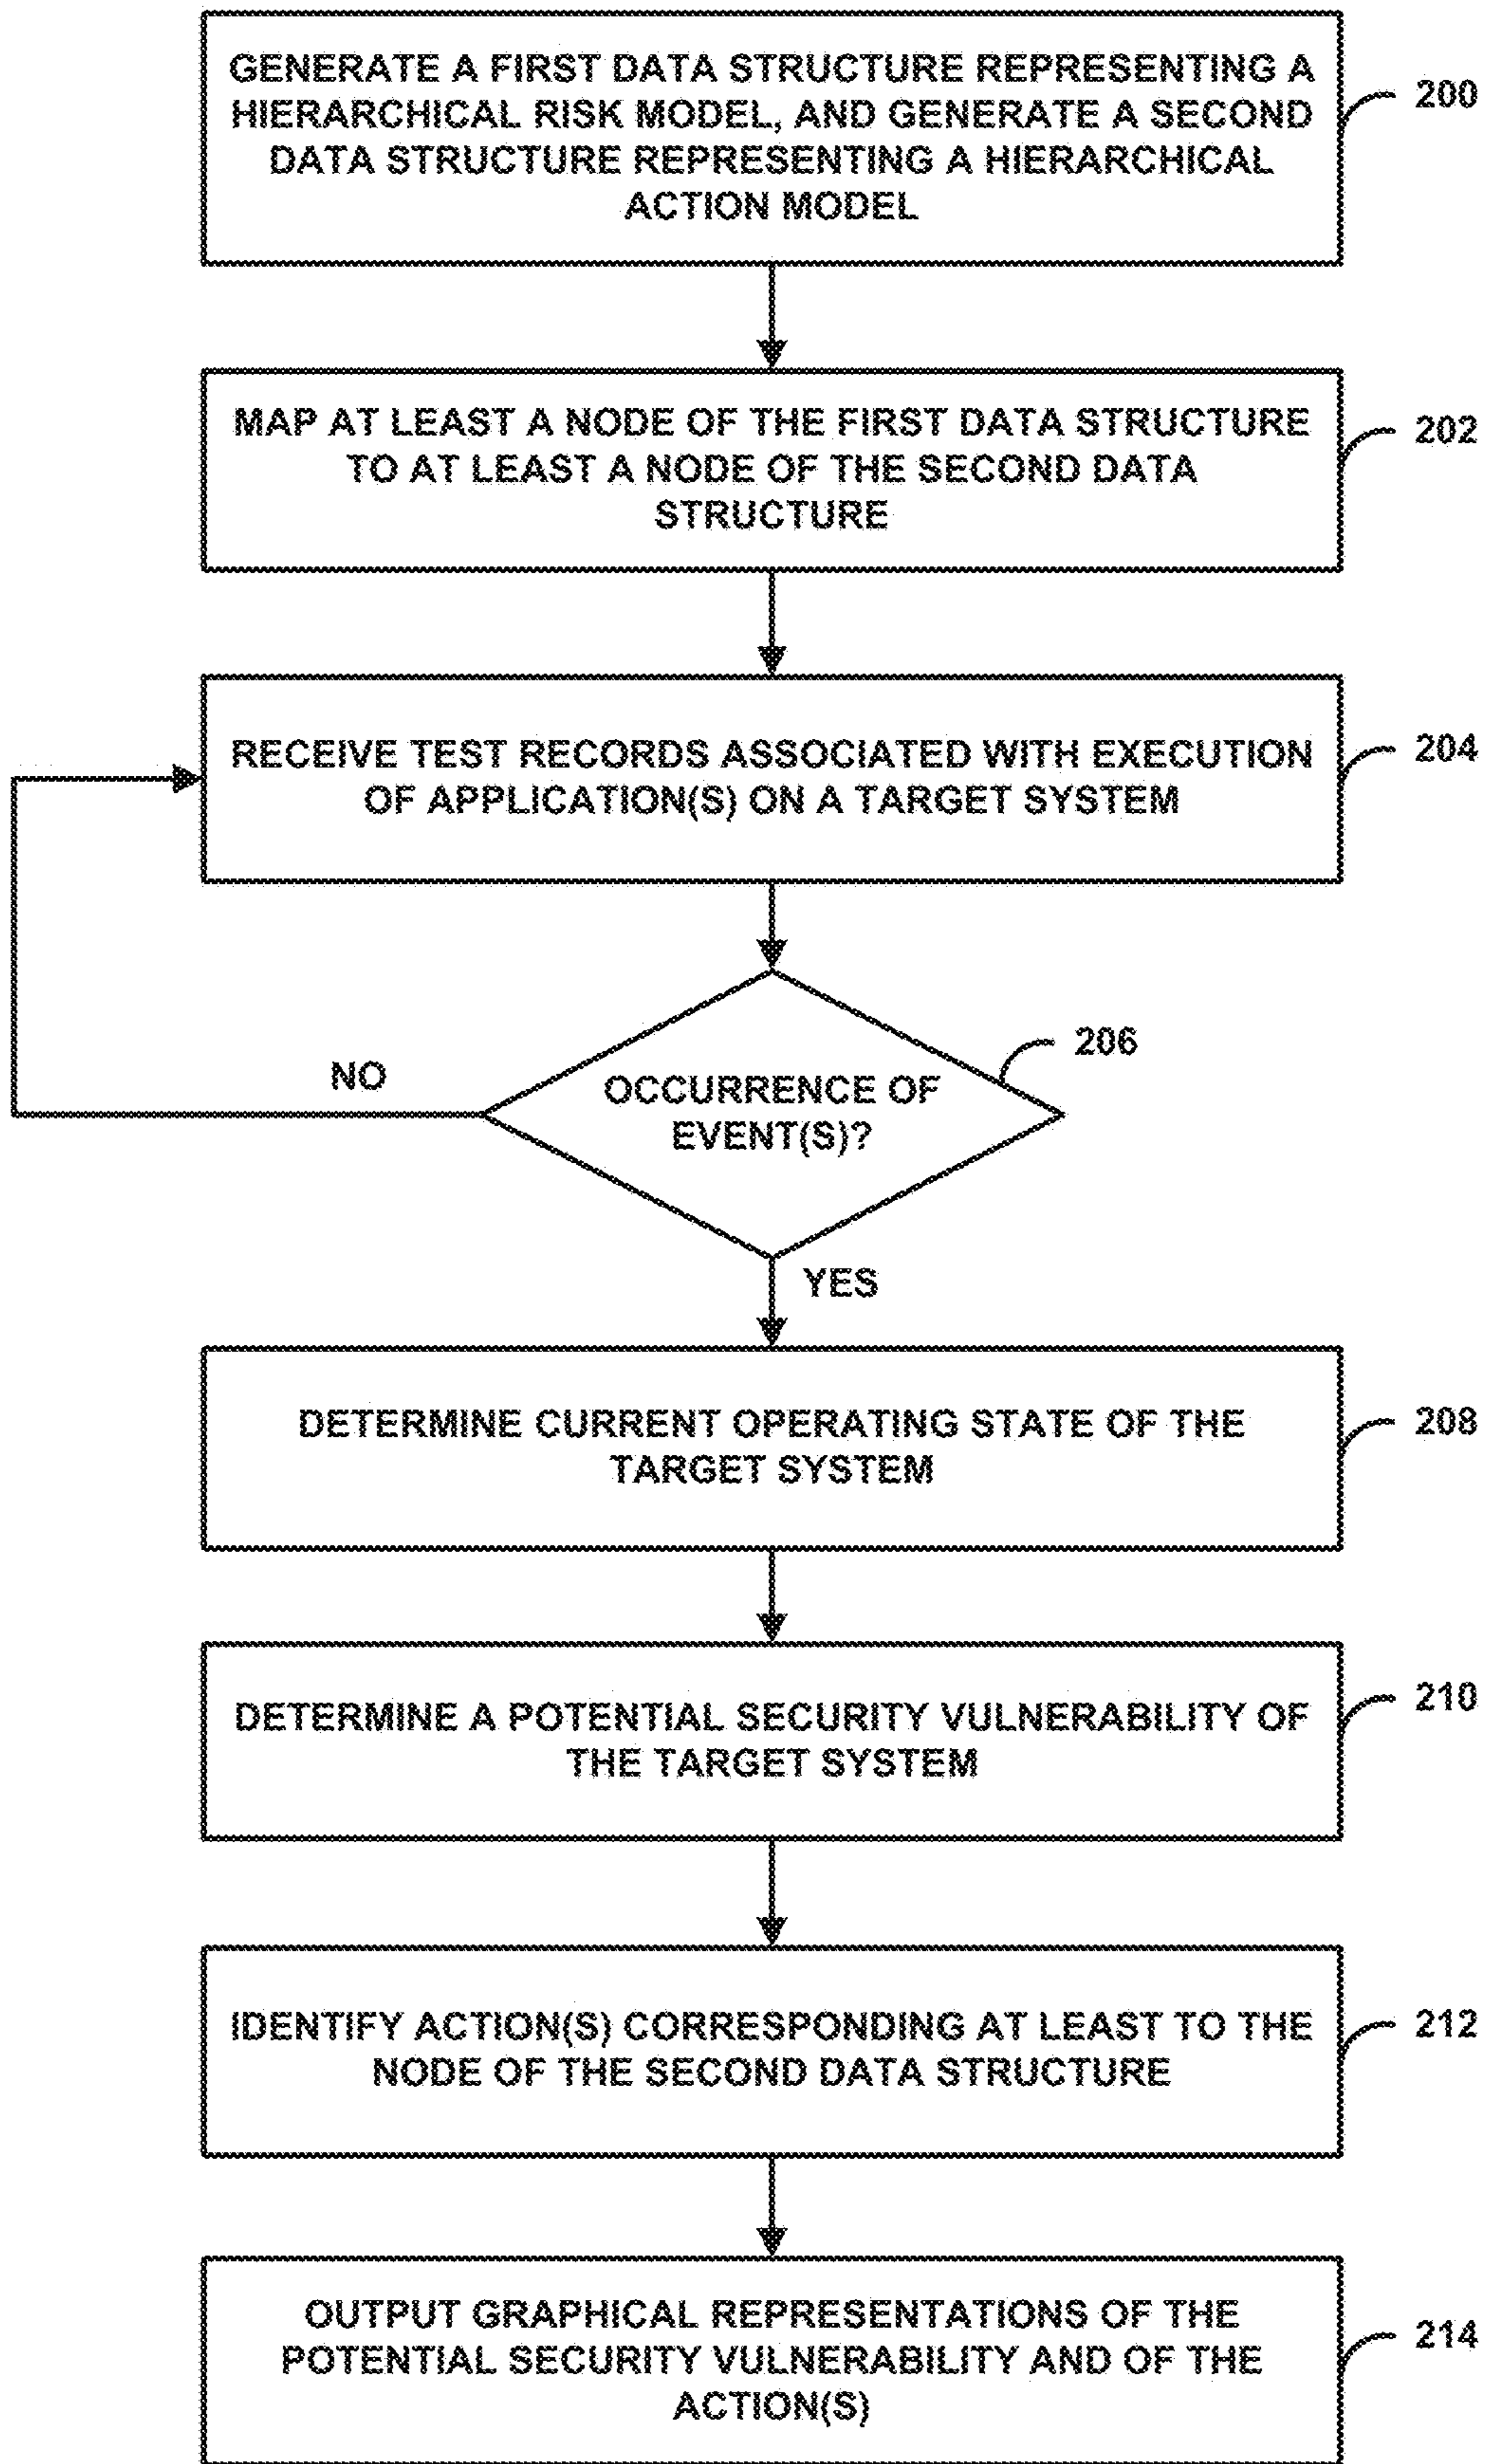 GENERATE A FIRST DATA STRUCTURE REPRESENTING A
HIERARCHICAL RISK MODEL, AND GENERATE A SECOND
DATA STRUCTURE REPRESENTING A HIERARCHICAL
ACTION MODEL
200
MAP AT LEAST A NODE OF THE FIRST DATA STRUCTURE
TO AT LEAST A NODE OF THE SECOND DATA
STRUCTURE
202
RECEIVE TEST RECORDS ASSOCIATED WITH EXECUTION
OF APPLICATION(S) ON A TARGET SYSTEM
204
OCCURRENCE OF
EVENT(S)?
206
NO
YES
DETERMINE CURRENT OPERATING STATE OF THE
TARGET SYSTEM
208
DETERMINE A POTENTIAL SECURITY VULNERABILITY OF
THE TARGET SYSTEM
210
IDENTIFY ACTION(S) CORRESPONDING AT LEAST TO THE
NODE OF THE SECOND DATA STRUCTURE
212
OUTPUT GRAPHICAL REPRESENTATIONS OF THE
POTENTIAL SECURITY VULNERABILITY AND OF THE
ACTION(S)
214